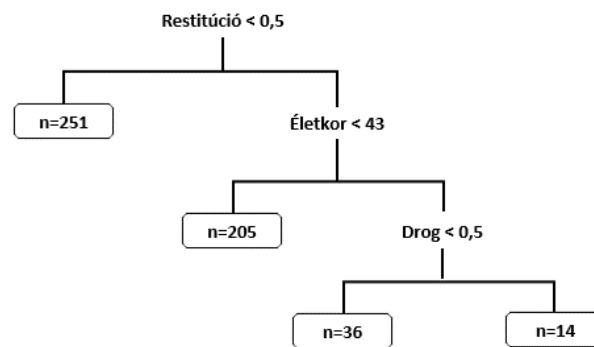 Restitúció < 0,5
n=251
Életkor < 43
n=205
Drog < 0,5
n=36
n=14